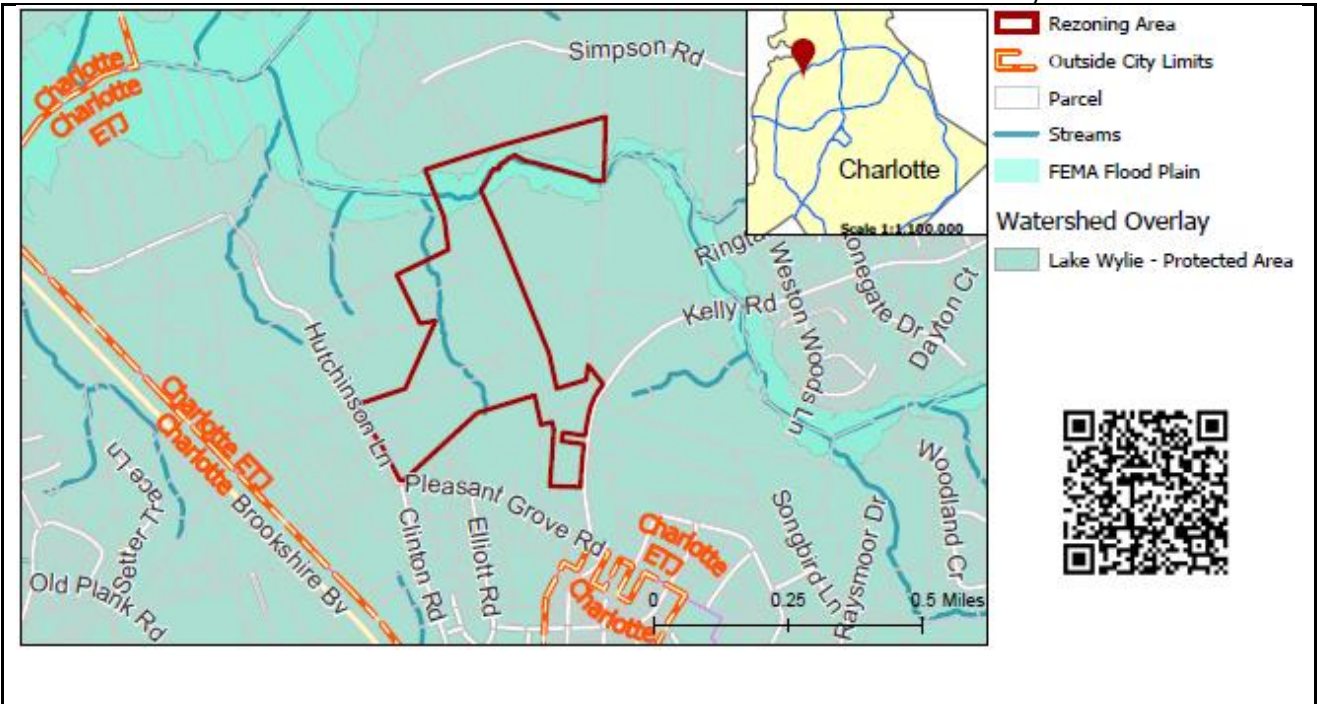 Simpson Rd
Charlotte
Charlotte
ETJ
Charlotte
Scale 1:1,100,000
Kelly Rd
Weston Woods Ln
Dayton Ct
Hutchinson Ln
Charlotte ETJ
Charlotte
Brookshire Bv
Setter Trace Ln
Old Plank Rd
Pleasant Grove Rd
Clinton Rd
Elliott Rd
Charlotte
ETJ
Charlotte
Songbird Ln
Raysmoor Dr
Woodland Cr
0 0.25 0.5 Miles
Rezoning Area
Outside City Limits
Parcel
Streams
FEMA Flood Plain
Watershed Overlay
Lake Wylie - Protected Area